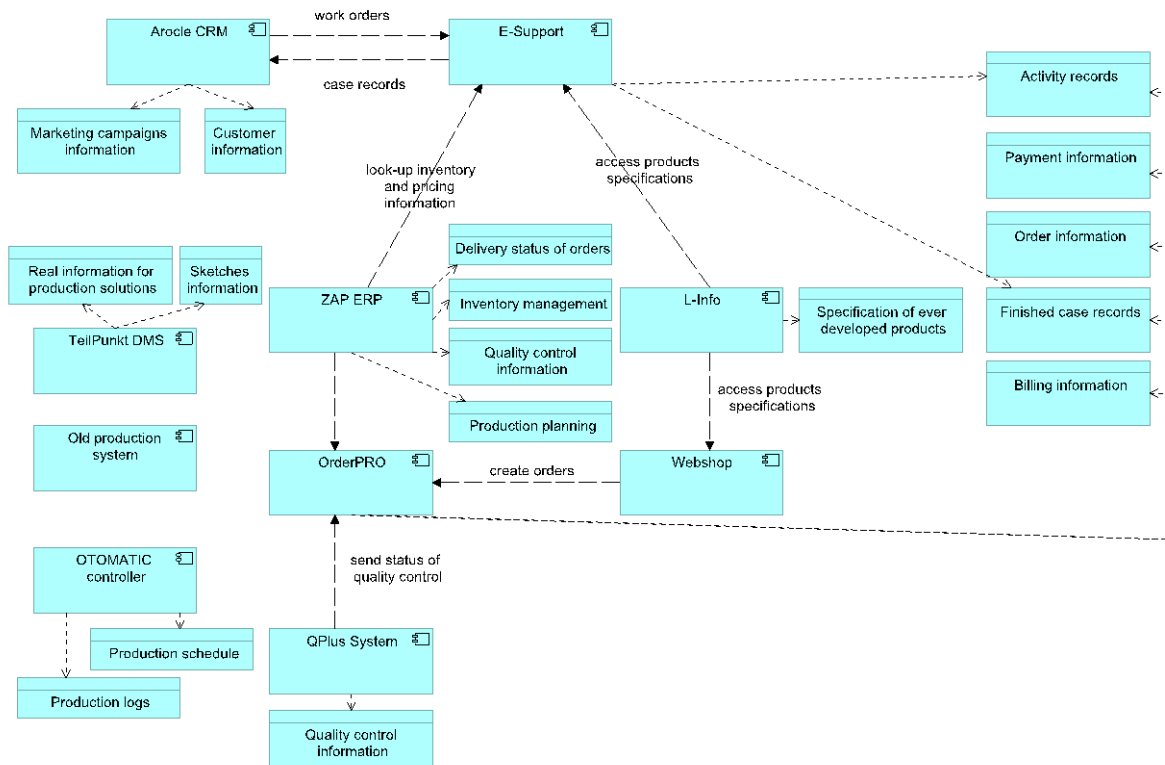 work orders
Arocle CRM
E-Support
case records
Activity records
Marketing campaigns
information
Customer
information
Payment information
look-up inventory
and pricing
information
access products
specifications
Order information
Real information for
production solutions
Sketches
information
Delivery status of orders
ZAP ERP
Inventory management
L-Info
Specification of ever
developed products
Finished case records
TeilPunkt DMS
Quality control
information
Billing information
access products
specifications
Production planning
Old production
system
OrderPRO
create orders
Webshop
OTOMATIC
controller
send status of
quality control
Production schedule
QPlus System
Production logs
Quality control
information